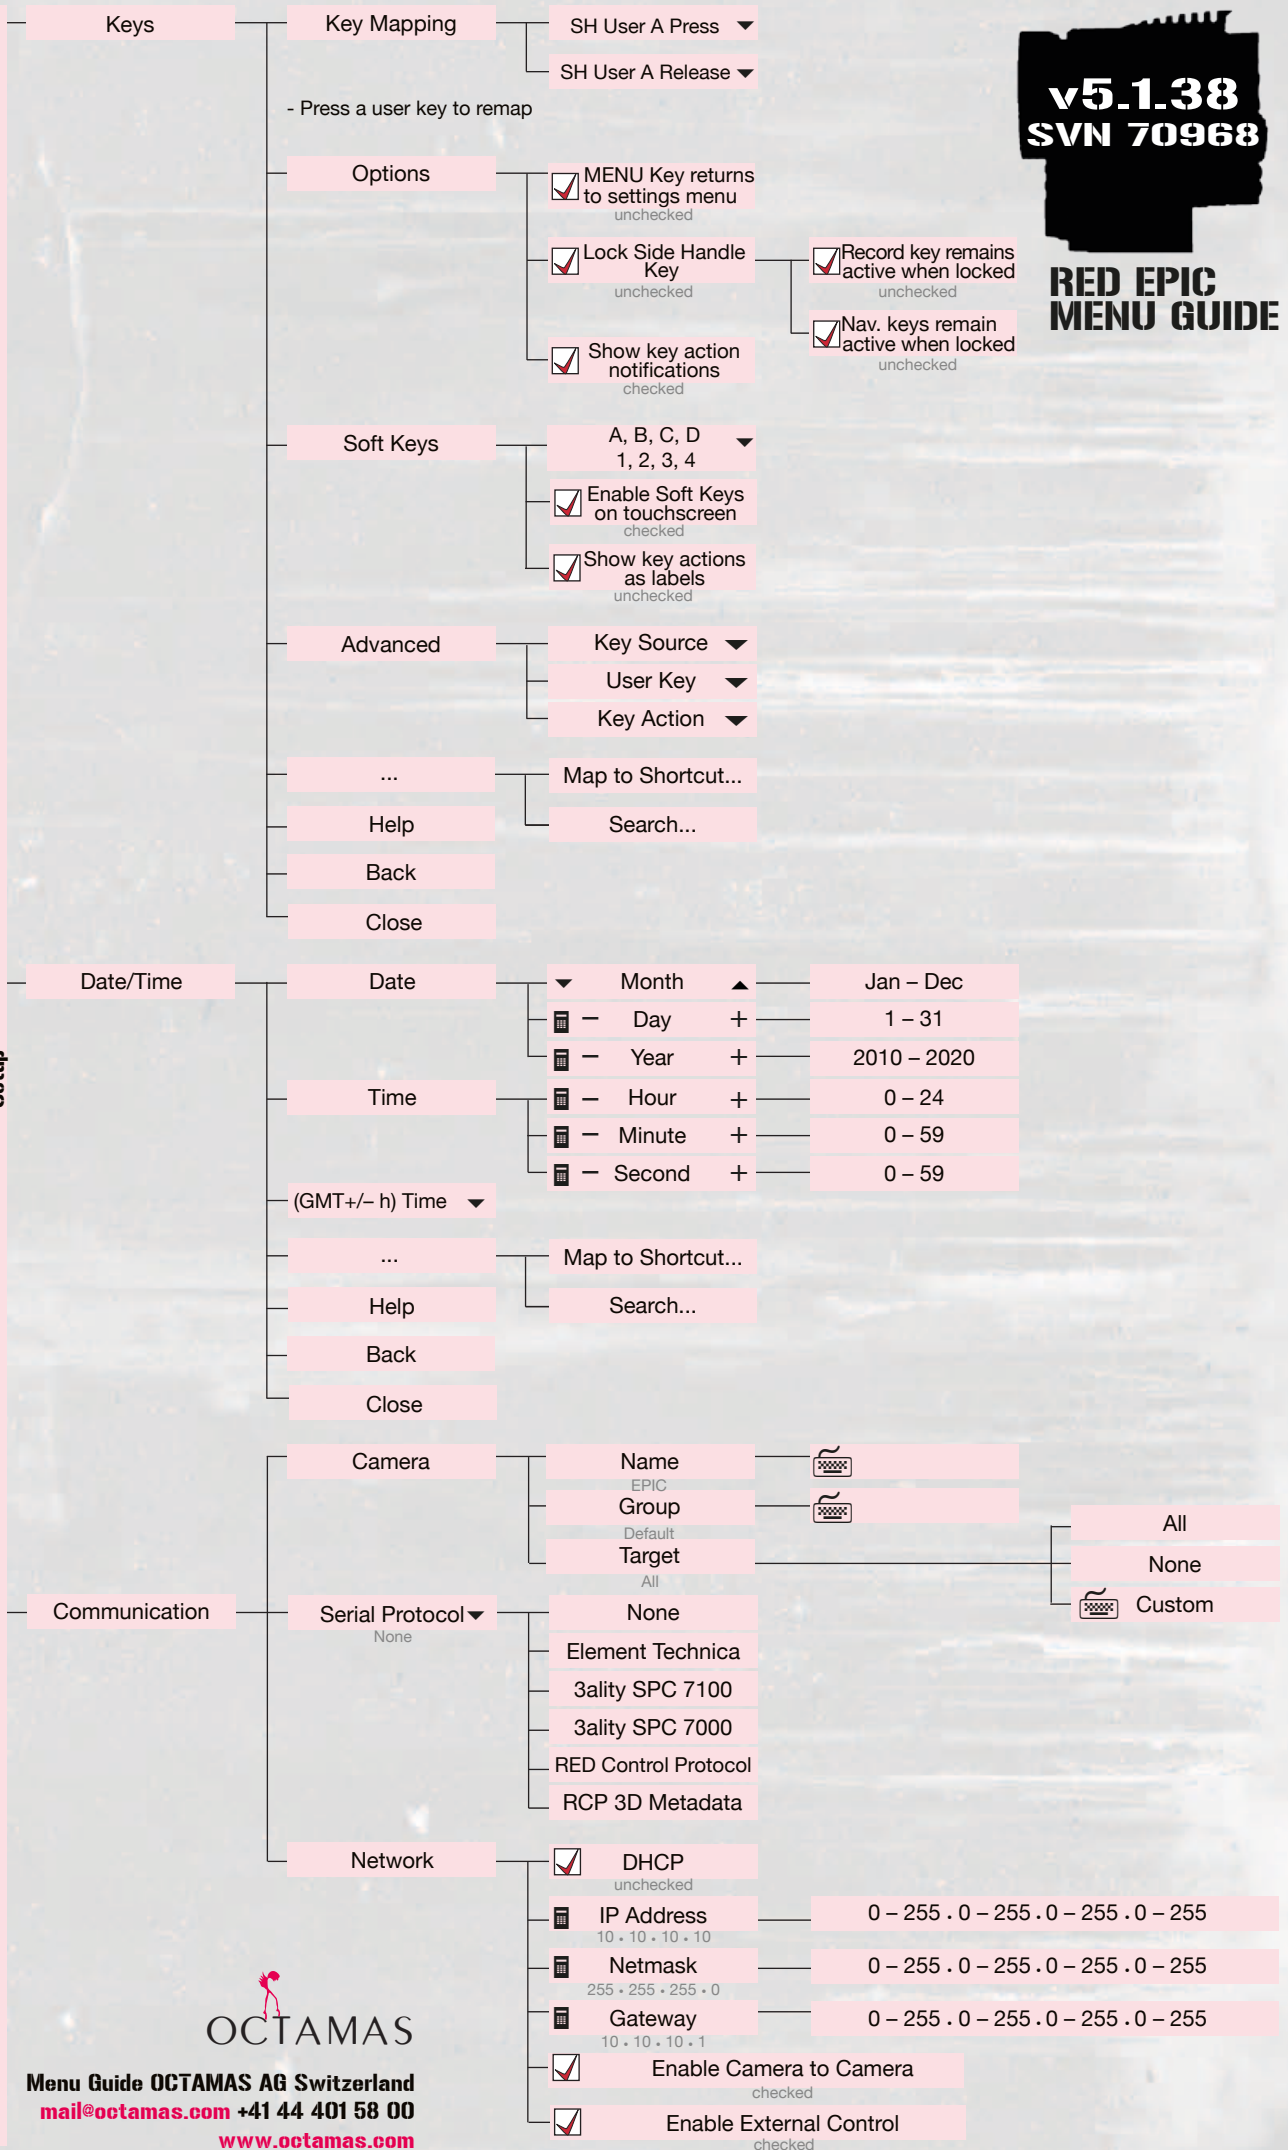 Keys
Key Mapping
SH User A Press
SH User A Release
- Press a user key to remap
v5.1.38
SVN 70968
RED EPIC
MENU GUIDE
Options
MENU Key returns
to settings menu
unchecked
Lock Side Handle
Key
unchecked
Record key remains
active when locked
unchecked
Nav. keys remain
active when locked
unchecked
Show key action
notifications
checked
Soft Keys
A, B, C, D
1, 2, 3, 4
Enable Soft Keys
on touchscreen
checked
Show key actions
as labels
unchecked
Advanced
Key Source
User Key
Key Action
...
Map to Shortcut...
Search...
Help
Back
Close
Date/Time
Date
Month
Jan – Dec
– Day +
1 – 31
– Year +
2010 – 2020
Time
– Hour +
0 – 24
– Minute +
0 – 59
– Second +
0 – 59
(GMT+/– h) Time
...
Map to Shortcut...
Search...
Help
Back
Close
Communication
Camera
Name
EPIC
Group
Default
Target
All
All
None
Custom
Serial Protocol
None
None
Element Technica
3ality SPC 7100
3ality SPC 7000
RED Control Protocol
RCP 3D Metadata
Network
DHCP
unchecked
IP Address
10 • 10 • 10 • 10
0 – 255 . 0 – 255 . 0 – 255 . 0 – 255
Netmask
255 • 255 • 255 • 0
0 – 255 . 0 – 255 . 0 – 255 . 0 – 255
Gateway
10 • 10 • 10 • 1
0 – 255 . 0 – 255 . 0 – 255 . 0 – 255
Enable Camera to Camera
checked
Enable External Control
checked
OCTAMAS
Menu Guide OCTAMAS AG Switzerland
mail@octamas.com +41 44 401 58 00
www.octamas.com